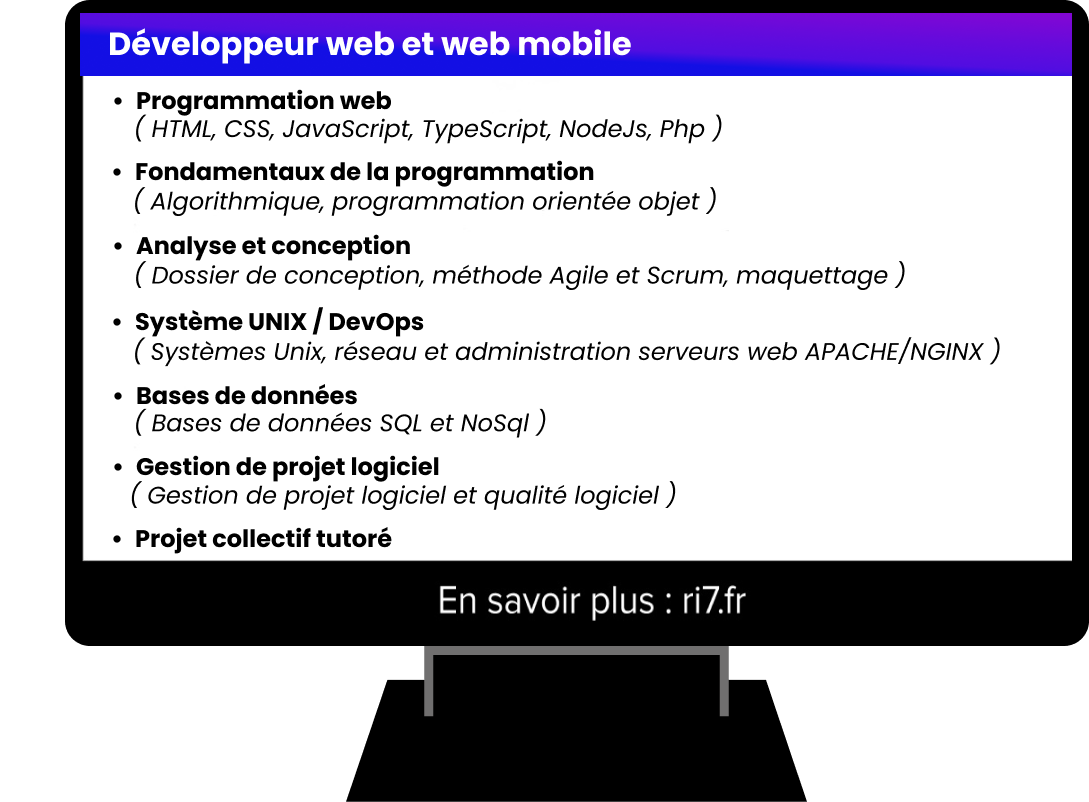 Développeur web et web mobile
• Programmation web
( HTML, CSS, JavaScript, TypeScript, NodeJs, Php )
• Fondamentaux de la programmation
( Algorithmique, programmation orientée objet )
• Analyse et conception
( Dossier de conception, méthode Agile et Scrum, maquettage )
• Système UNIX / DevOps
( Systèmes Unix, réseau et administration serveurs web APACHE/NGINX )
• Bases de données
( Bases de données SQL et NoSql )
• Gestion de projet logiciel
( Gestion de projet logiciel et qualité logiciel )
• Projet collectif tutoré
En savoir plus : ri7.fr